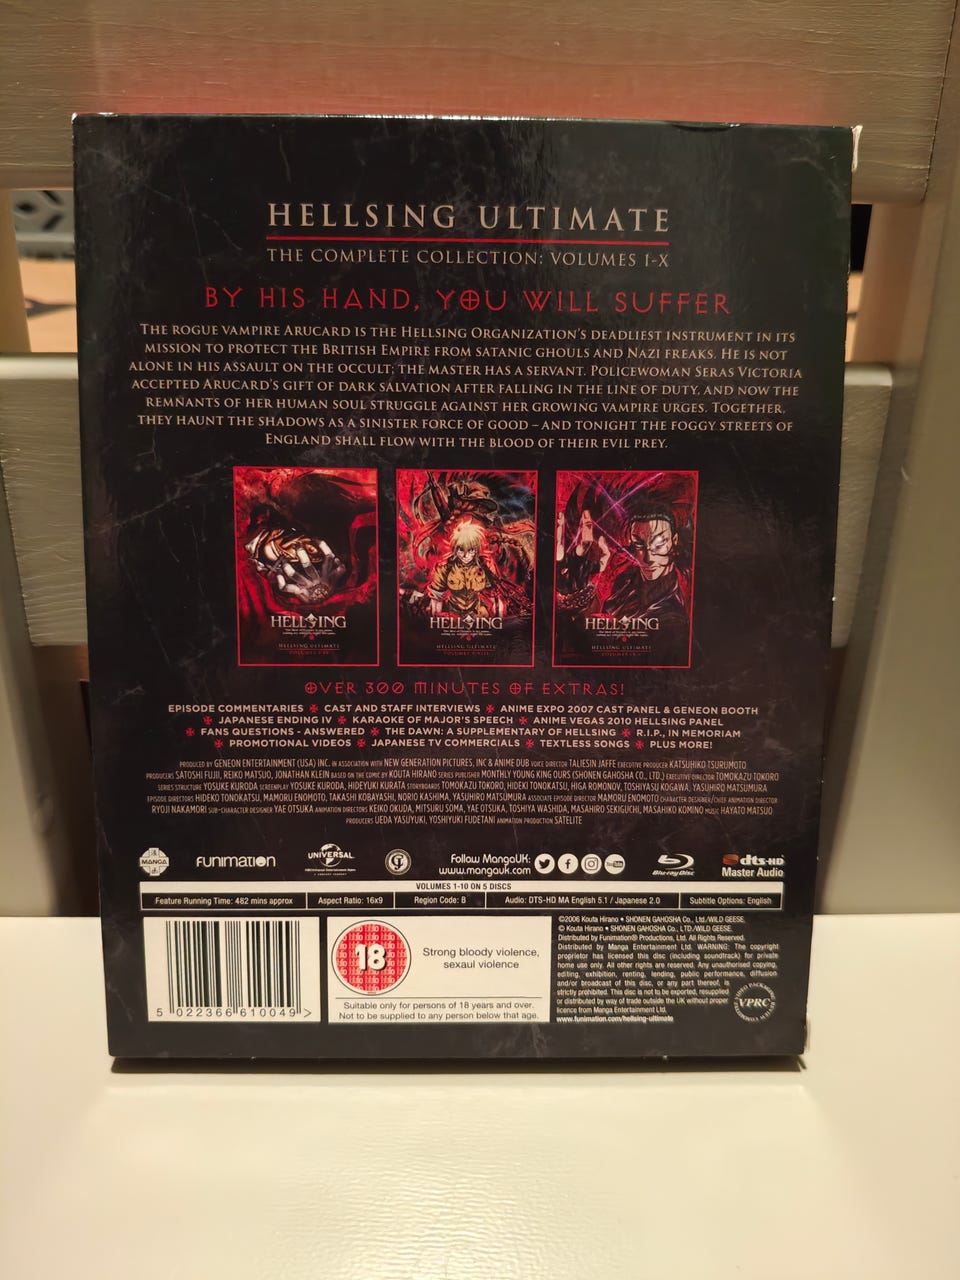 HELLSING ULTIMATE
THE COMPLETE COLLECTION: VOLUMES I-X
BY HIS HAND, YOU WILL SUFFER
THE ROGUE VAMPIRE ARUCARD IS THE HELLSING ORGANIZATION'S DEADLIEST INSTRUMENT IN ITS
MISSION TO PROTECT THE BRITISH EMPIRE FROM SATANIC GHOULS AND NAZI FREAKS. HE IS NOT
ALONE IN HIS ASSAULT ON THE OCCULT; THE MASTER HAS A SERVANT. POLICEWOMAN SERAS VICTORIA
ACCEPTED ARUCARD'S GIFT OF DARK SALVATION AFTER FALLING IN THE LINE OF DUTY, AND NOW THE
REMNANTS OF HER HUMAN SOUL STRUGGLE AGAINST HER GROWING VAMPIRE URGES. TOGETHER,
THEY HAUNT THE SHADOWS AS A SINISTER FORCE OF GOOD – AND TONIGHT THE FOGGY STREETS OF
ENGLAND SHALL FLOW WITH THE BLOOD OF THEIR EVIL PREY.
HELLSING
HELLSING ULTIMATE
HELLSING
HELLSING ULTIMATE
HELLSING
HELLSING ULTIMATE
OVER 300 MINUTES OF EXTRAS!
EPISODE COMMENTARIES ✠ CAST AND STAFF INTERVIEWS ✠ ANIME EXPO 2007 CAST PANEL & GENEON BOOTH
✠ JAPANESE ENDING IV ✠ KARAOKE OF MAJOR'S SPEECH ✠ ANIME VEGAS 2010 HELLSING PANEL
✠ FANS QUESTIONS - ANSWERED ✠ THE DAWN: A SUPPLEMENTARY OF HELLSING ✠ R.I.P., IN MEMORIAM
✠ PROMOTIONAL VIDEOS ✠ JAPANESE TV COMMERCIALS ✠ TEXTLESS SONGS ✠ PLUS MORE!
PRODUCED BY GENEON ENTERTAINMENT (USA) INC. IN ASSOCIATION WITH NEW GENERATION PICTURES, INC & ANIME DUB VOICE DIRECTOR TALIESIN JAFFE EXECUTIVE PRODUCER KATSUHIKO TSURUMOTO
PRODUCERS SATOSHI FUJII, REIKO MATSUO, JONATHAN KLEIN BASED ON THE COMIC BY KOUTA HIRANO SERIES PUBLISHER MONTHLY YOUNG KING OURS (SHONEN GAHOSHA CO., LTD.) EXECUTIVE DIRECTOR TOMOKAZU TOKORO
SERIES STRUCTURE YOSUKE KURODA SCREENPLAY YOSUKE KURODA, HIDEYUKI KURATA STORYBOARDS TOMOKAZU TOKORO, HIDEKI TONOKATSU, HIGA ROMONOV, TOSHIYASU KOGAWA, YASUHIRO MATSUMURA
EPISODE DIRECTORS HIDEKO TONOKATSU, MAMORU ENOMOTO, TAKASHI KOBAYASHI, NORIO KASHIMA, YASUHIRO MATSUMURA ASSOCIATE EPISODE DIRECTOR MAMORU ENOMOTO CHARACTER DESIGNER/CHIEF ANIMATION DIRECTOR
RYOJI NAKAMORI SUB-CHARACTER DESIGNER YAE OTSUKA ANIMATION DIRECTORS KEIKO OKUDA, MITSURU SOMA, YAE OTSUKA, TOSHIYA WASHIDA, MASAHIRO SEKIGUCHI, MASAHIKO KOMINO MUSIC HAYATO MATSUO
PRODUCERS UEDA YASUYUKI, YOSHIYUKI FUDETANI ANIMATION PRODUCTION SATELITE
MANGA
FUNIMATION
UNIVERSAL
Follow MangaUK:
www.mangauk.com
You Tube
Blu-ray Disc
dts-HD
Master Audio
VOLUMES 1-10 ON 5 DISCS
Feature Running Time: 482 mins approx
Aspect Ratio: 16x9
Region Code: B
Audio: DTS-HD MA English 5.1 / Japanese 2.0
Subtitle Options: English
5 022366 610049 >
18
Strong bloody violence,
sexaul violence
Suitable only for persons of 18 years and over.
Not to be supplied to any person below that age.
©2006 Kouta Hirano • SHONEN GAHOSHA Co., Ltd./WILD GEESE.
© Kouta Hirano • SHONEN GAHOSHA Co., LTD./WILD GEESE.
Distributed by Funimation® Productions, Ltd. All Rights Reserved.
Distributed by Manga Entertainment Ltd. WARNING: The copyright
proprietor has licensed this disc (including soundtrack) for private
home use only. All other rights are reserved. Any unauthorised copying,
editing, exhibition, renting, lending, public performance, diffusion
and/or broadcast of this disc, or any part thereof, is
strictly prohibited. This disc is not to be exported, resupplied
or distributed by way of trade outside the UK without proper
licence from Manga Entertainment Ltd.
www.funimation.com/hellsing-ultimate
VPRC